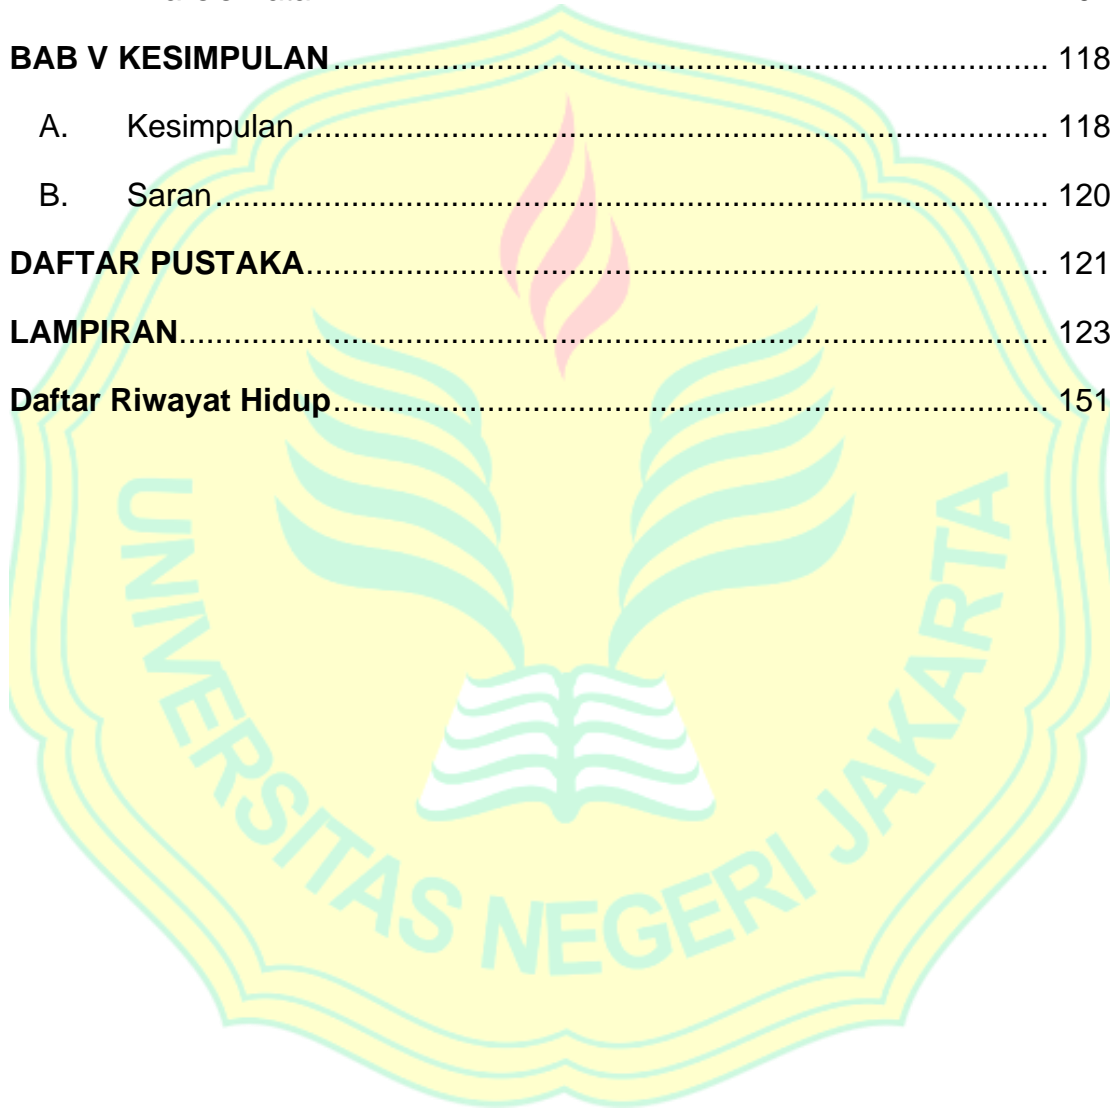 BAB V KESIMPULAN........................................................................................ 118
A. Kesimpulan........................................................................................... 118
B. Saran..................................................................................................... 120
DAFTAR PUSTAKA........................................................................................... 121
LAMPIRAN.......................................................................................................... 123
Daftar Riwayat Hidup........................................................................................ 151
UNIVERSITAS NEGERI JAKARTA